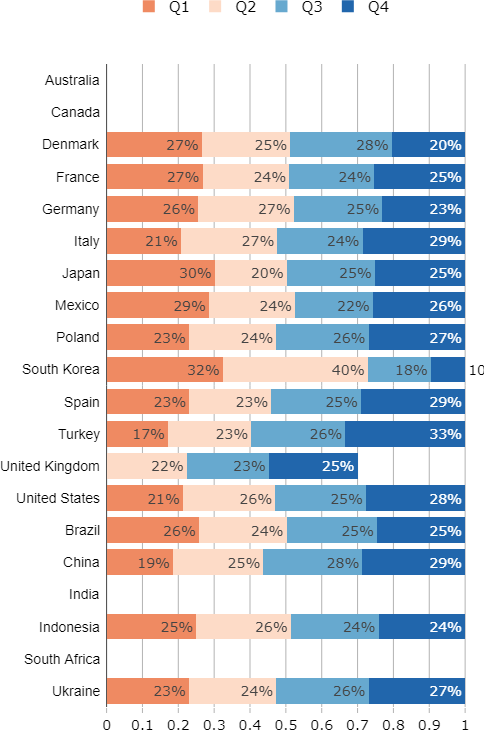 Q1 Q2 Q3 Q4
Australia
Canada
Denmark 27% 25% 28% 20%
France 27% 24% 24% 25%
Germany 26% 27% 25% 23%
Italy 21% 27% 24% 29%
Japan 30% 20% 25% 25%
Mexico 29% 24% 22% 26%
Poland 23% 24% 26% 27%
South Korea 32% 40% 18% 10
Spain 23% 23% 25% 29%
Turkey 17% 23% 26% 33%
United Kingdom 22% 23% 25%
United States 21% 26% 25% 28%
Brazil 26% 24% 25% 25%
China 19% 25% 28% 29%
India
Indonesia 25% 26% 24% 24%
South Africa
Ukraine 23% 24% 26% 27%
0 0.1 0.2 0.3 0.4 0.5 0.6 0.7 0.8 0.9 1